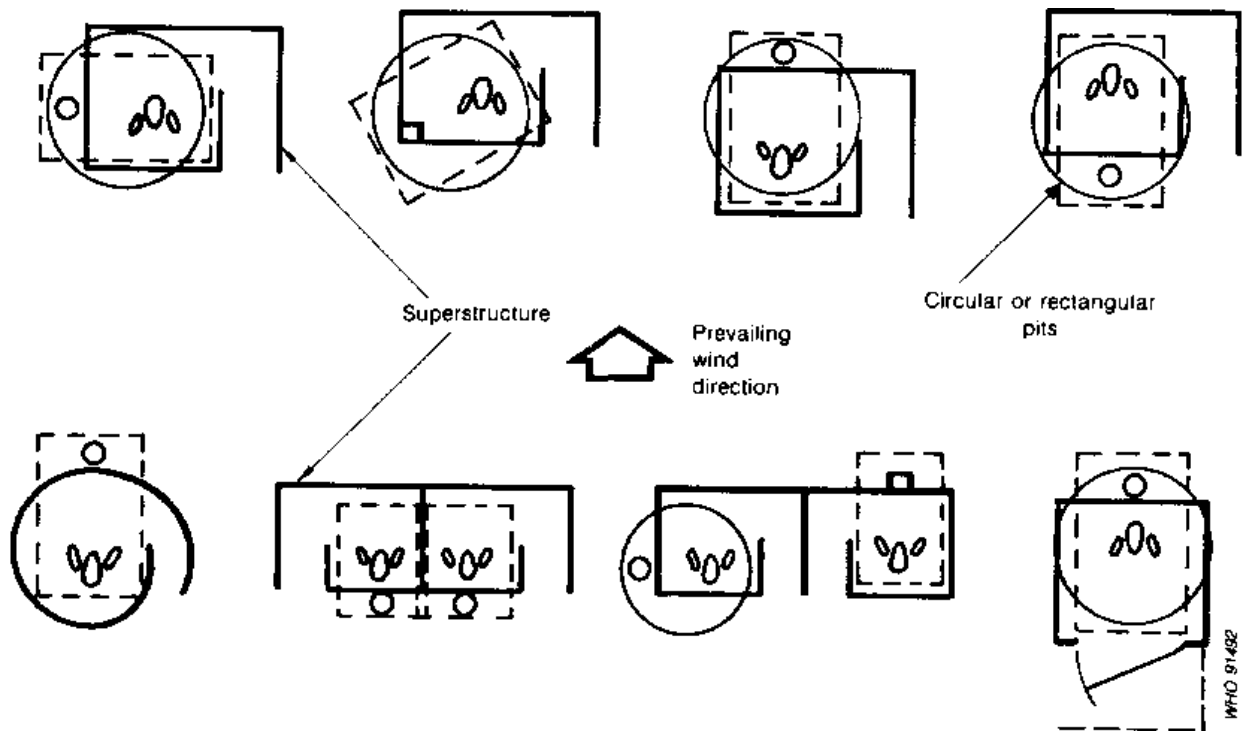 Superstructure
Circular or rectangular
pits
Prevailing
wind
direction
WHO 91492